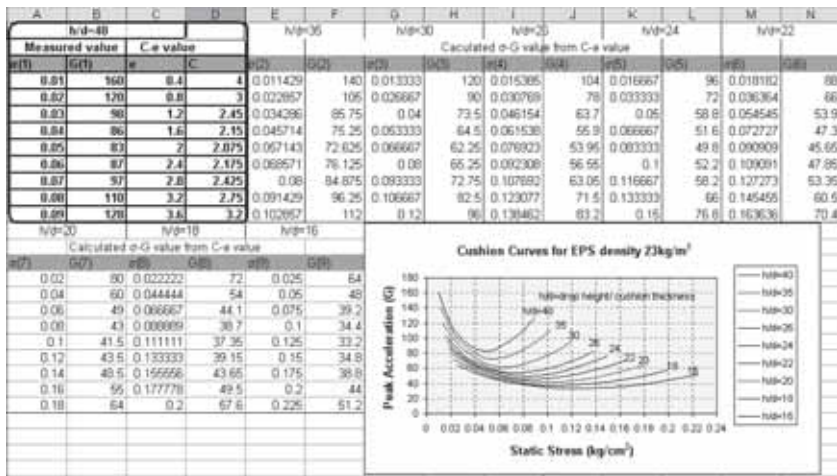 A B C D E F G H I J K L M N
h/d=40 h/d=35 h/d=30 h/d=26 h/d=24 h/d=22
Measured value C-e value Caculated σ-G value from C-e value
σ(1) G(1) e C σ(2) G(2) σ(3) G(3) σ(4) G(4) σ(5) G(5) σ(6) G(6)
0.01 160 0.4 4 0.011429 140 0.013333 120 0.015385 104 0.016667 96 0.018182 88
0.02 120 0.8 3 0.022857 105 0.026667 90 0.030769 78 0.033333 72 0.036364 66
0.03 98 1.2 2.45 0.034286 85.75 0.04 73.5 0.046154 63.7 0.05 58.8 0.054545 53.9
0.04 86 1.6 2.15 0.045714 75.25 0.053333 64.5 0.061538 55.9 0.066667 51.6 0.072727 47.3
0.05 83 2 2.075 0.057143 72.625 0.066667 62.25 0.076923 53.95 0.083333 49.8 0.090909 45.65
0.06 87 2.4 2.175 0.068571 76.125 0.08 65.25 0.092308 56.55 0.1 52.2 0.109091 47.85
0.07 97 2.8 2.425 0.08 84.875 0.093333 72.75 0.107692 63.05 0.116667 58.2 0.127273 53.35
0.08 110 3.2 2.75 0.091429 96.25 0.106667 82.5 0.123077 71.5 0.133333 66 0.145455 60.5
0.09 128 3.6 3.2 0.102857 112 0.12 96 0.138462 83.2 0.15 76.8 0.163636 70.4
h/d=20 h/d=18 h/d=16
Calculated σ-G value from C-e value
σ(7) G(7) σ(8) G(8) σ(9) G(9)
0.02 80 0.022222 72 0.025 64
0.04 60 0.044444 54 0.05 48
0.06 49 0.066667 44.1 0.075 39.2
0.08 43 0.088889 38.7 0.1 34.4
0.1 41.5 0.111111 37.35 0.125 33.2
0.12 43.5 0.133333 39.15 0.15 34.8
0.14 48.5 0.155556 43.65 0.175 38.8
0.16 55 0.177778 49.5 0.2 44
0.18 64 0.2 57.6 0.225 51.2
Cushion Curves for EPS density 23kg/m³
Peak Acceleration (G)
180
160
140
120
100
80
60
40
20
0
h/d=drop height/ cushion thickness
h/d=40
35
30
26
24
22
20
18
16
0 0.02 0.04 0.06 0.08 0.1 0.12 0.14 0.16 0.18 0.2 0.22 0.24
Static Stress (kg/cm²)
h/d=40
h/d=35
h/d=30
h/d=26
h/d=24
h/d=22
h/d=20
h/d=18
h/d=16